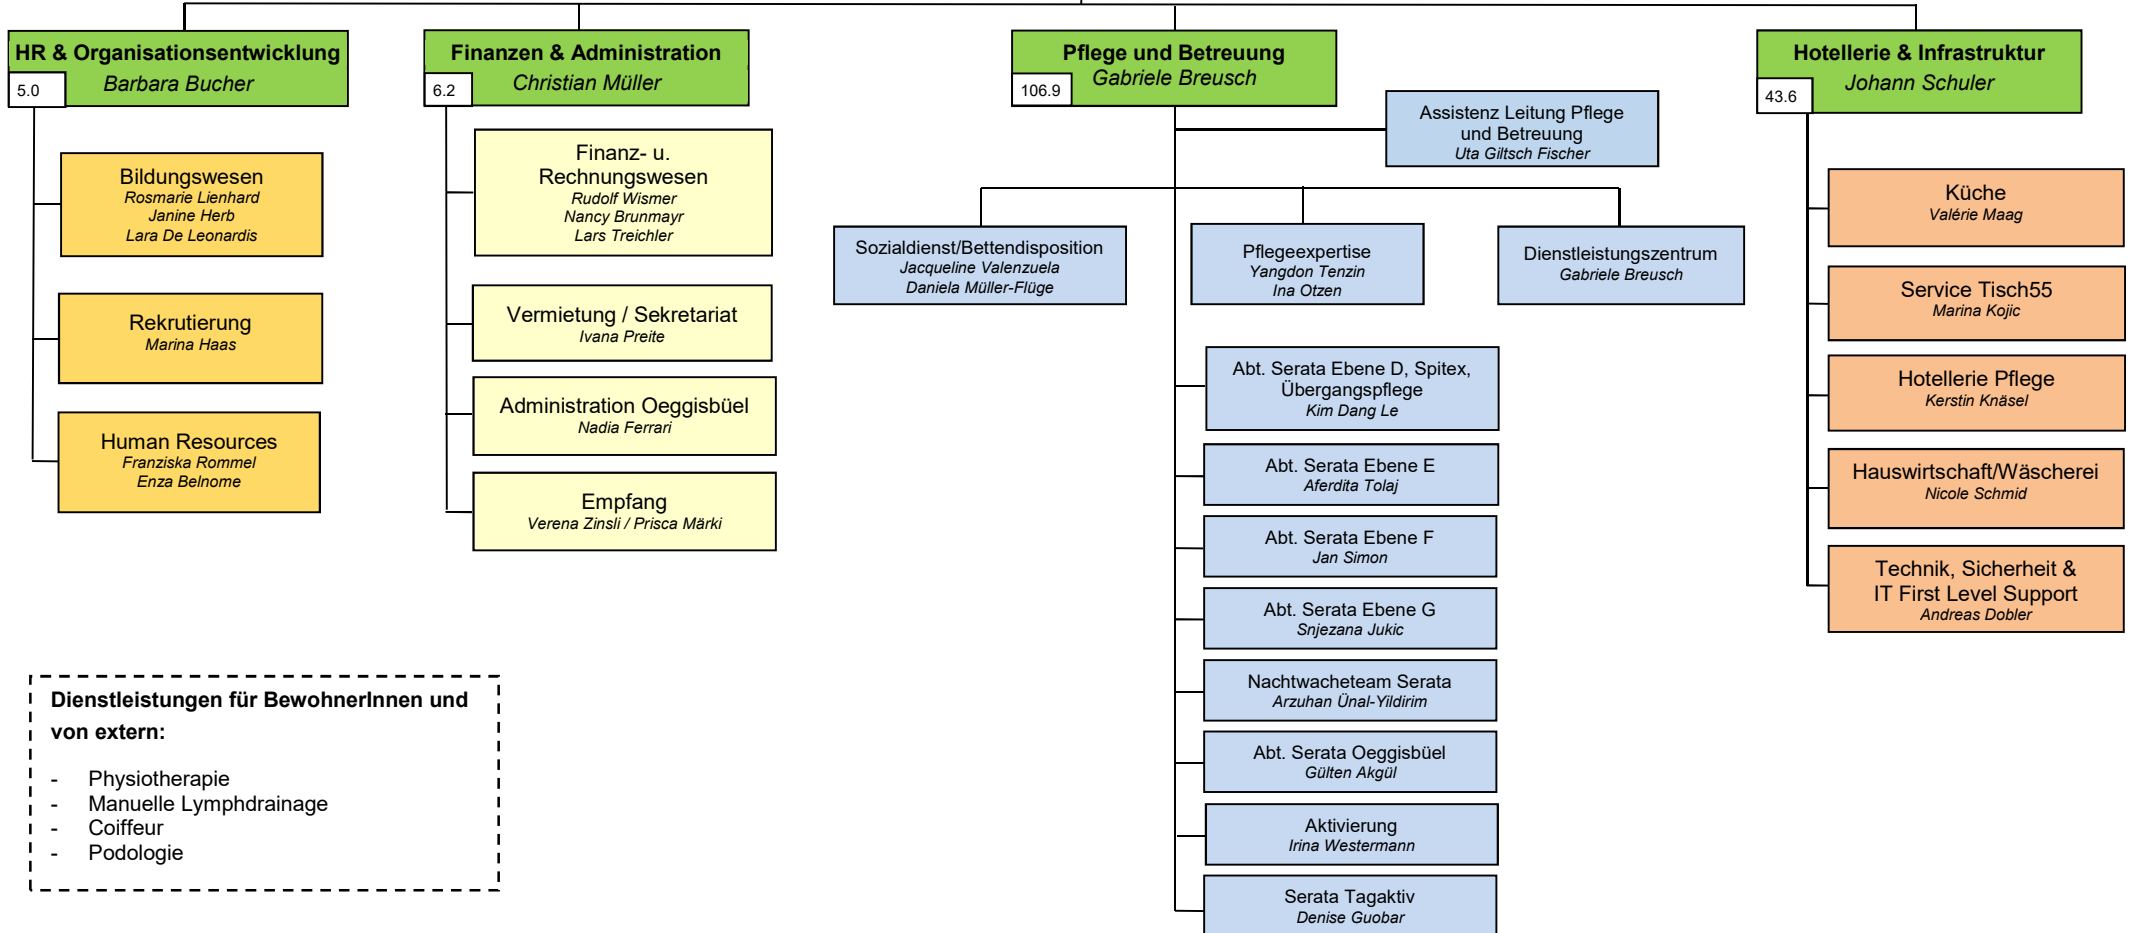 HR & Organisationsentwicklung
Barbara Bucher
5.0
Bildungswesen
Rosmarie Lienhard
Janine Herb
Lara De Leonardis
Rekrutierung
Marina Haas
Human Resources
Franziska Rommel
Enza Belnome
Finanzen & Administration
Christian Müller
6.2
Finanz- u.
Rechnungswesen
Rudolf Wismer
Nancy Brunmayr
Lars Treichler
Vermietung / Sekretariat
Ivana Preite
Administration Oeggisbüel
Nadia Ferrari
Empfang
Verena Zinsli / Prisca Märki
Pflege und Betreuung
Gabriele Breusch
106.9
Assistenz Leitung Pflege
und Betreuung
Uta Giltsch Fischer
Sozialdienst/Bettendisposition
Jacqueline Valenzuela
Daniela Müller-Flüge
Pflegeexpertise
Yangdon Tenzin
Ina Otzen
Dienstleistungszentrum
Gabriele Breusch
Abt. Serata Ebene D, Spitex,
Übergangspflege
Kim Dang Le
Abt. Serata Ebene E
Aferdita Tolaj
Abt. Serata Ebene F
Jan Simon
Abt. Serata Ebene G
Snjezana Jukic
Nachtwacheteam Serata
Arzuhan Ünal-Yildirim
Abt. Serata Oeggisbüel
Gülten Akgül
Aktivierung
Irina Westermann
Serata Tagaktiv
Denise Guobar
Hotellerie & Infrastruktur
Johann Schuler
43.6
Küche
Valérie Maag
Service Tisch55
Marina Kojic
Hotellerie Pflege
Kerstin Knäsel
Hauswirtschaft/Wäscherei
Nicole Schmid
Technik, Sicherheit &
IT First Level Support
Andreas Dobler
Dienstleistungen für BewohnerInnen und
von extern:
- Physiotherapie
- Manuelle Lymphdrainage
- Coiffeur
- Podologie